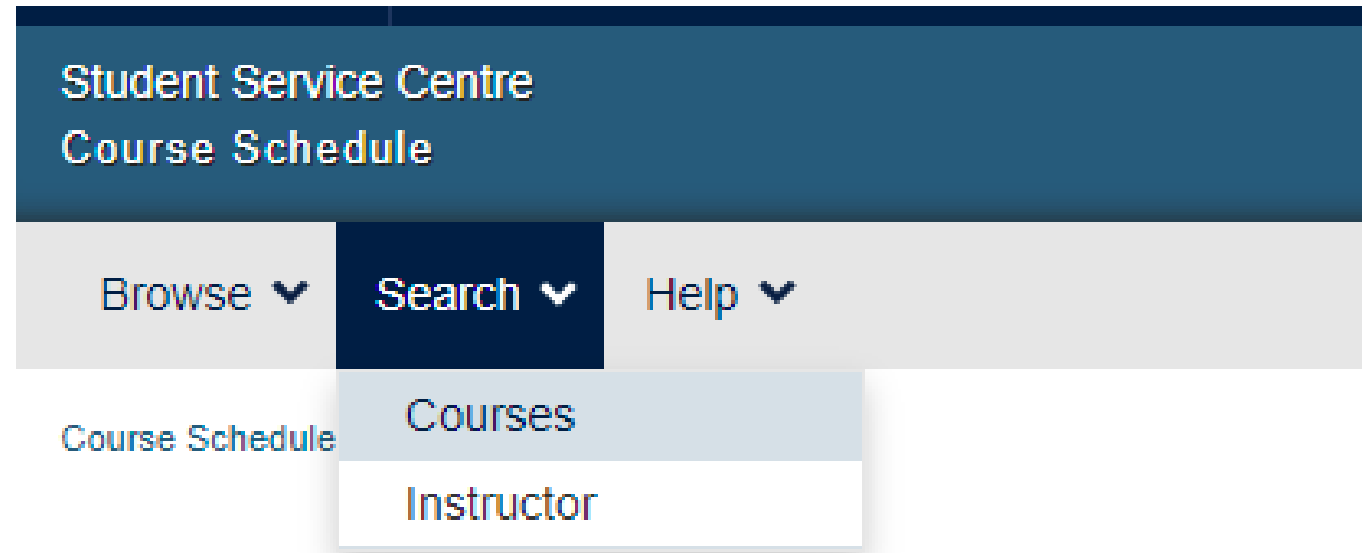 Student Service Centre
Course Schedule
Browse Search Help
Courses
Course Schedule
Instructor